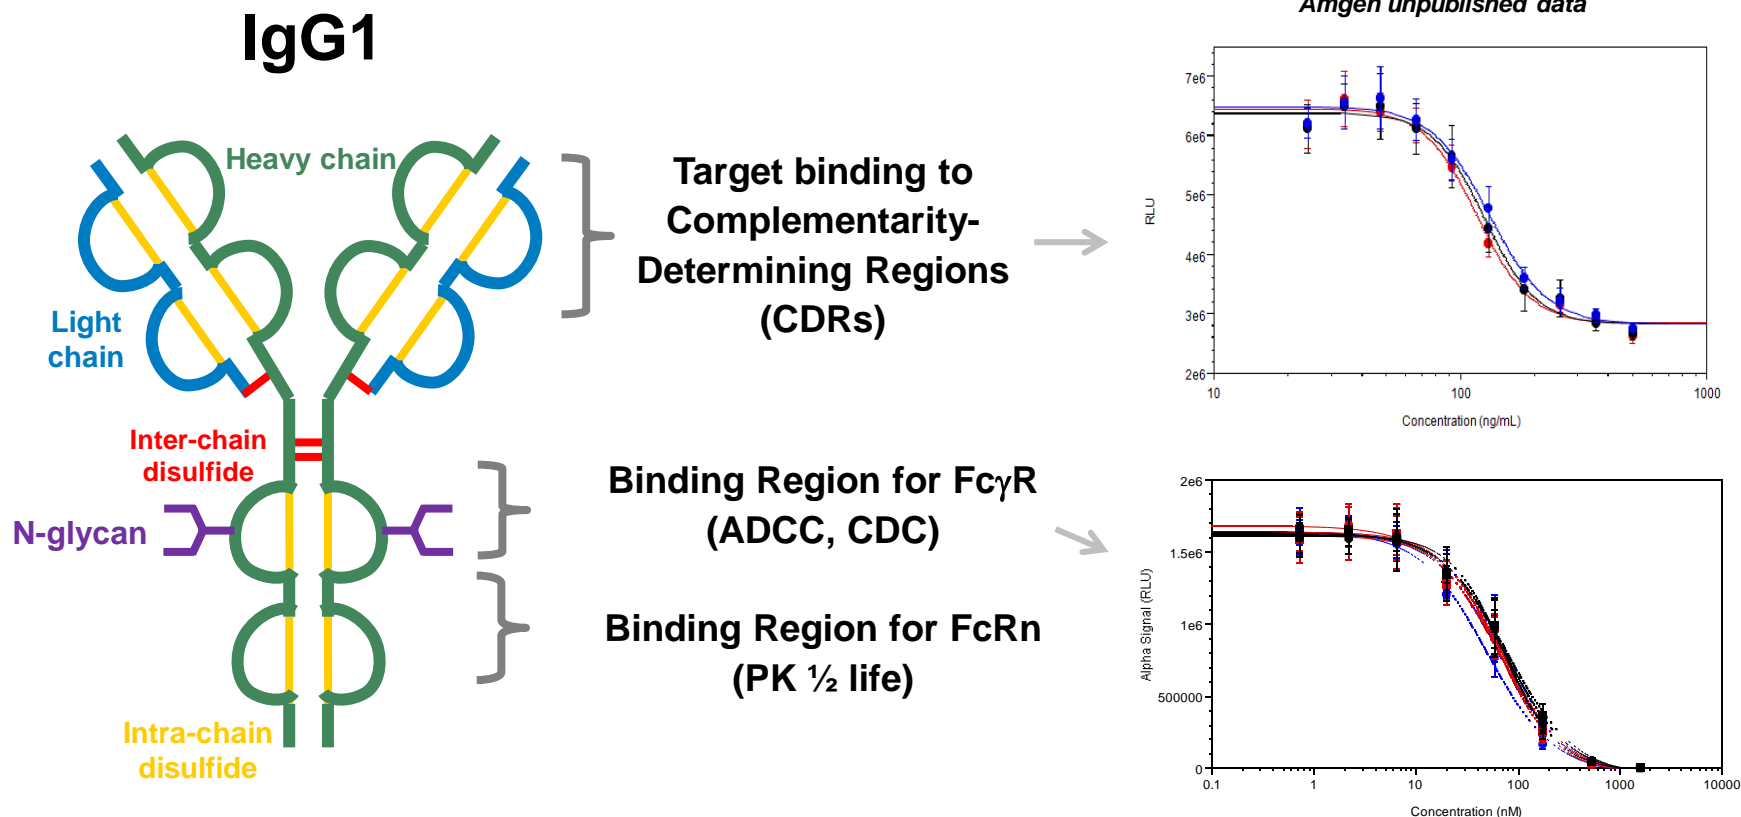 IgG1
Amgen unpublished data
Heavy chain
Light
chain
Inter-chain
disulfide
N-glycan
Intra-chain
disulfide
Target binding to
Complementarity-
Determining Regions
(CDRs)
Binding Region for FcγR
(ADCC, CDC)
Binding Region for FcRn
(PK ½ life)
7e6
6e6
5e6
4e6
3e6
2e6
RLU
10
100
1000
Concentration (ng/mL)
2e6
1.5e6
1e6
500000
0
Alpha Signal (RLU)
0.1
1
10
100
1000
10000
Concentration (nM)